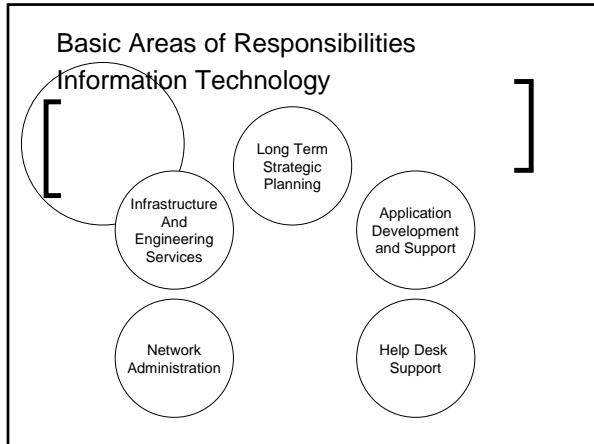 Basic Areas of Responsibilities
Information Technology
Long Term
Strategic
Planning
Infrastructure
And
Engineering
Services
Application
Development
and Support
Network
Administration
Help Desk
Support